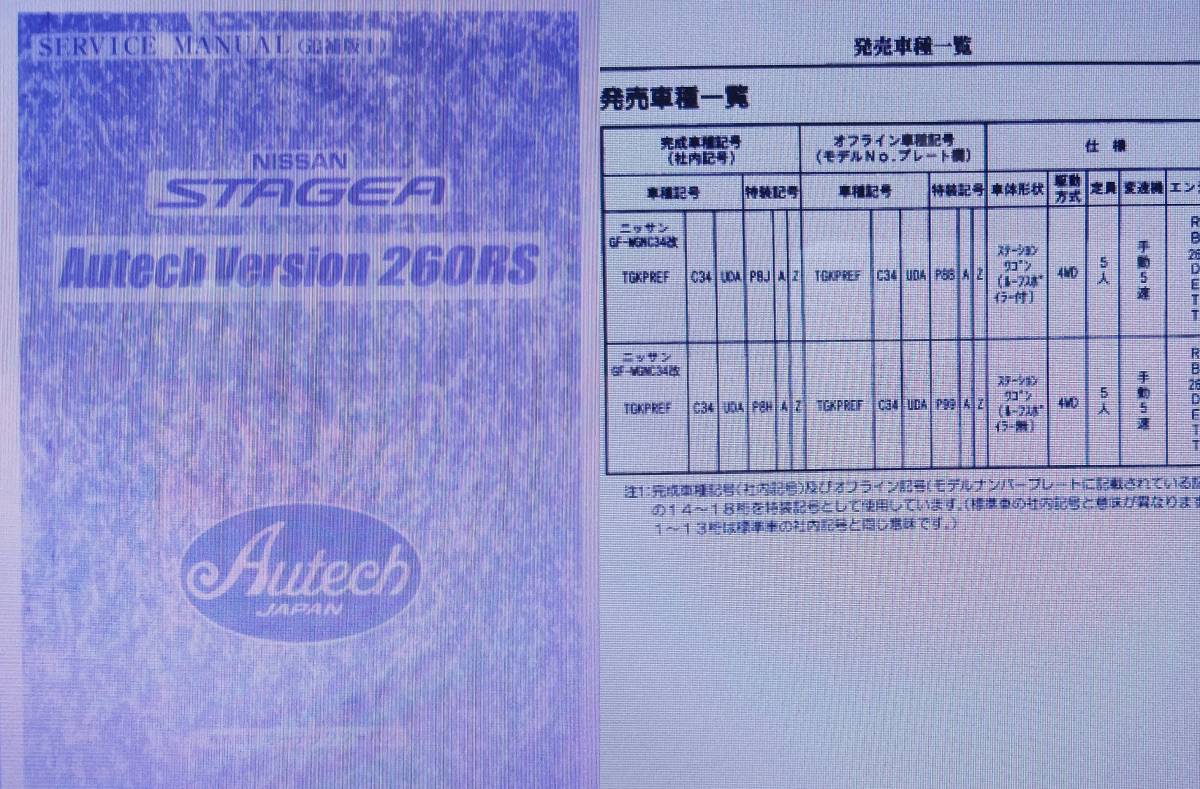 SERVICE MANUAL (追補版Ⅰ)
NISSAN
STAGEA
Autech Version 260RS
Autech
JAPAN
発売車種一覧
発売車種一覧
完成車種記号
(社内記号)
オフライン車種記号
(モデルNo.プレート欄)
仕 様
車種記号 特装記号 車種記号 特装記号 車体形状 駆動方式 定員 変速機 エンジ
ニッサン
GF-WGNC34改
TGKPREF C34 UDA P8J A Z TGKPREF C34 UDA P88 A Z ステーションワゴン(ルーフスポイラー付) 4WD 5人 手動5速 RB26DETT
ニッサン
GF-WGNC34改
TGKPREF C34 UDA P8H A Z TGKPREF C34 UDA P99 A Z ステーションワゴン(ルーフスポイラー無) 4WD 5人 手動5速 RB26DETT
注1:完成車種記号(社内記号)及びオフライン記号(モデルナンバープレートに記載されている記
の14~18桁を特装記号として使用しています。(標準車の社内記号と意味が異なります
1~13桁は標準車の社内記号と同じ意味です。)